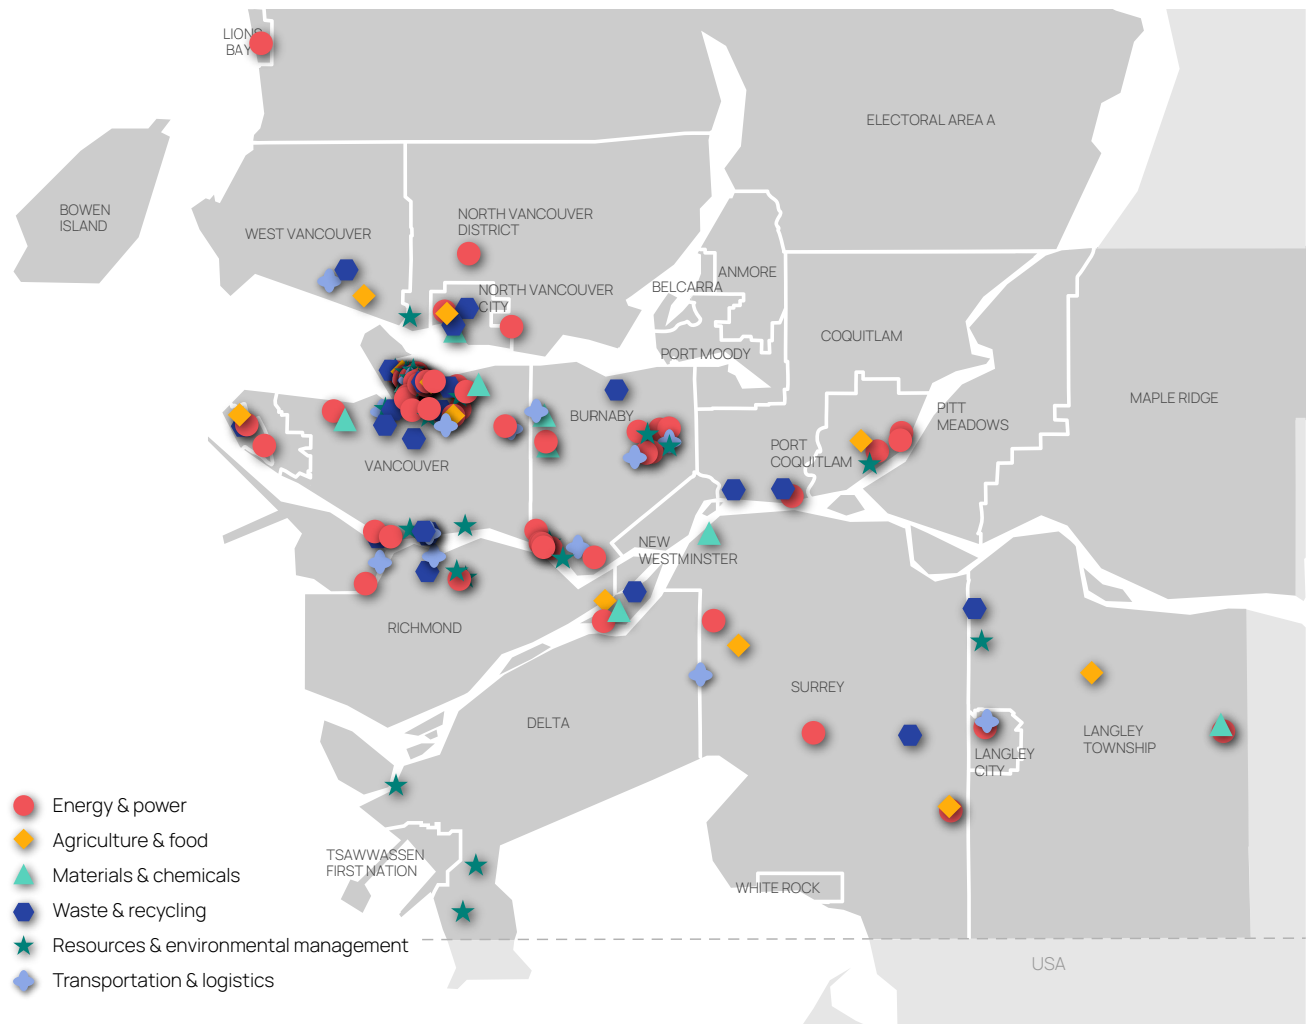 LIONS
BAY
ELECTORAL AREA A
BOWEN
ISLAND
WEST VANCOUVER
NORTH VANCOUVER
DISTRICT
NORTH VANCOUVER
CITY
ANMORE
BELCARRA
PORT MOODY
COQUITLAM
MAPLE RIDGE
PITT
MEADOWS
BURNABY
PORT
COQUITLAM
VANCOUVER
NEW
WESTMINSTER
RICHMOND
SURREY
DELTA
LANGLEY
TOWNSHIP
LANGLEY
CITY
TSAWWASSEN
FIRST NATION
WHITE ROCK
USA
Energy & power
Agriculture & food
Materials & chemicals
Waste & recycling
Resources & environmental management
Transportation & logistics